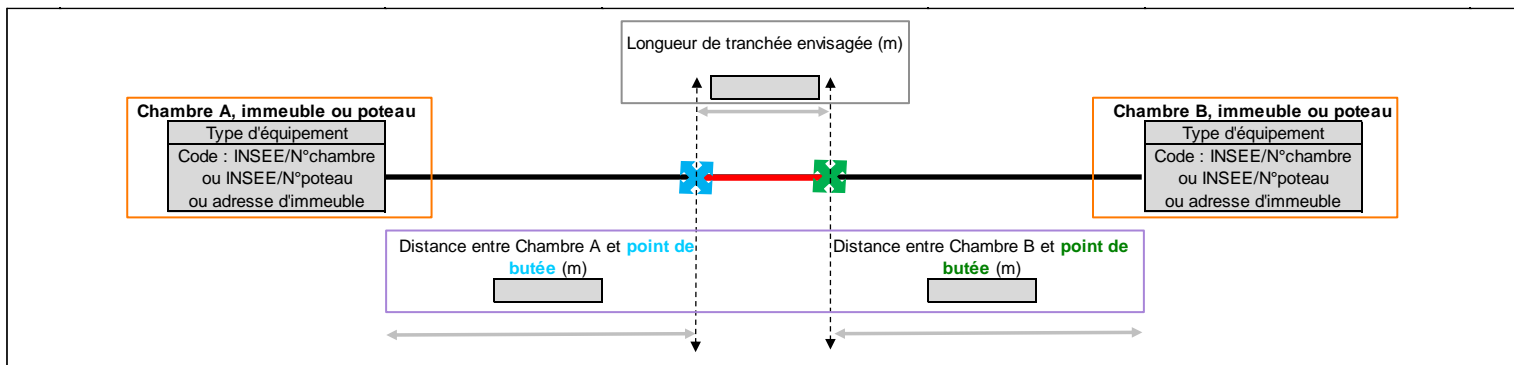 Longueur de tranchée envisagée (m)
Chambre A, immeuble ou poteau
Type d'équipement
Code : INSEE/N°chambre
ou INSEE/N°poteau
ou adresse d'immeuble
Chambre B, immeuble ou poteau
Type d'équipement
Code : INSEE/N°chambre
ou INSEE/N°poteau
ou adresse d'immeuble
Distance entre Chambre A et point de
butée (m)
Distance entre Chambre B et point de
butée (m)